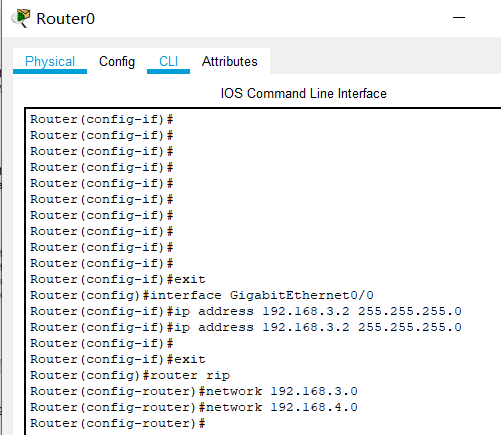 Router0
Physical Config CLI Attributes
IOS Command Line Interface
Router(config-if)#
Router(config-if)#
Router(config-if)#
Router(config-if)#
Router(config-if)#
Router(config-if)#
Router(config-if)#
Router(config-if)#
Router(config-if)#
Router(config-if)#
Router(config-if)#exit
Router(config)#interface GigabitEthernet0/0
Router(config-if)#ip address 192.168.3.2 255.255.255.0
Router(config-if)#ip address 192.168.3.2 255.255.255.0
Router(config-if)#
Router(config-if)#exit
Router(config)#router rip
Router(config-router)#network 192.168.3.0
Router(config-router)#network 192.168.4.0
Router(config-router)#